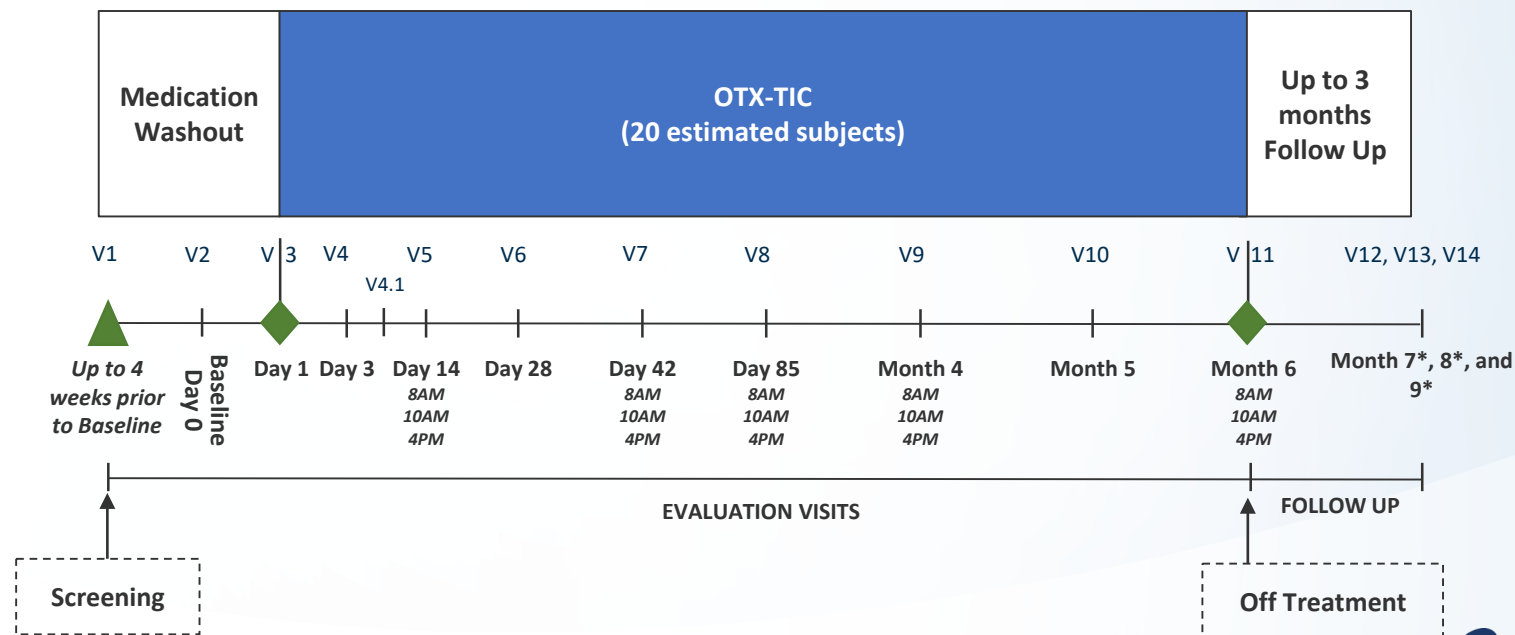 Medication
Washout
OTX-TIC
(20 estimated subjects)
Up to 3
months
Follow Up
V1
V2
V 3
V4
V4.1
V5
V6
V7
V8
V9
V10
V 11
V12, V13, V14
Up to 4
weeks prior
to Baseline
Baseline
Day 0
Day 1
Day 3
Day 14
8AM
10AM
4PM
Day 28
Day 42
8AM
10AM
4PM
Day 85
8AM
10AM
4PM
Month 4
8AM
10AM
4PM
Month 5
Month 6
8AM
10AM
4PM
Month 7*, 8*, and
9*
EVALUATION VISITS
FOLLOW UP
Screening
Off Treatment